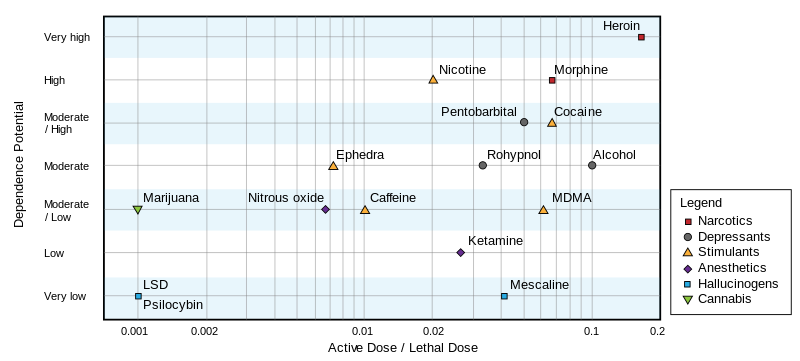 Very high
Heroin
High
Nicotine
Morphine
Moderate
/ High
Pentobarbital
Cocaine
Moderate
Ephedra
Rohypnol
Alcohol
Moderate
/ Low
Marijuana
Nitrous oxide
Caffeine
MDMA
Low
Ketamine
Very low
LSD
Psilocybin
Mescaline
Dependence Potential
0.001
0.002
0.01
0.02
0.1
0.2
Active Dose / Lethal Dose
Legend
Narcotics
Depressants
Stimulants
Anesthetics
Hallucinogens
Cannabis